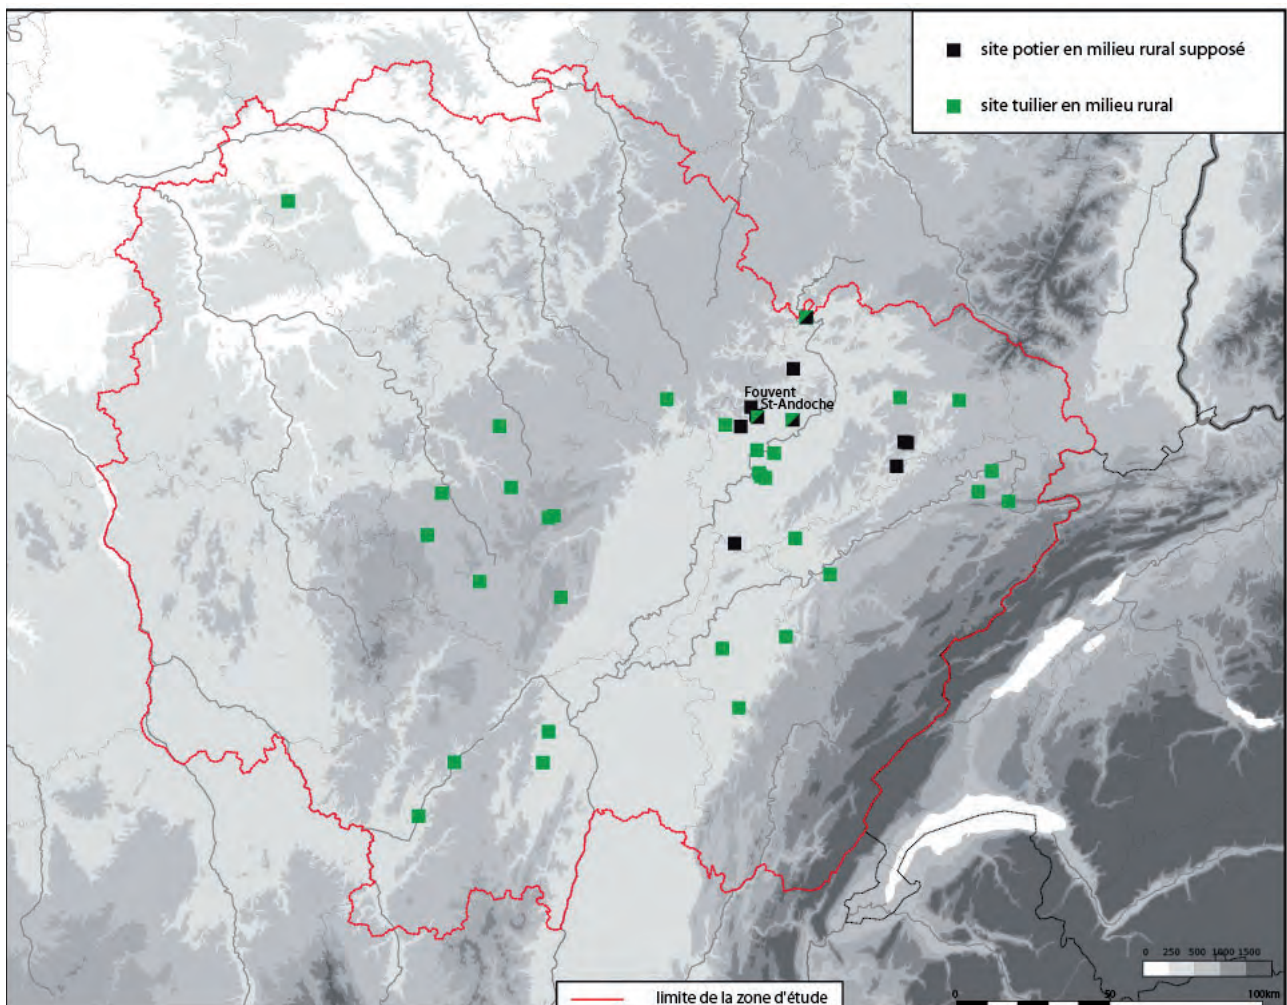 site potier en milieu rural supposé
site tuilier en milieu rural
Fouvent
St-Andoche
0 250 500 1000 1500
limite de la zone d'étude
0 50 100km